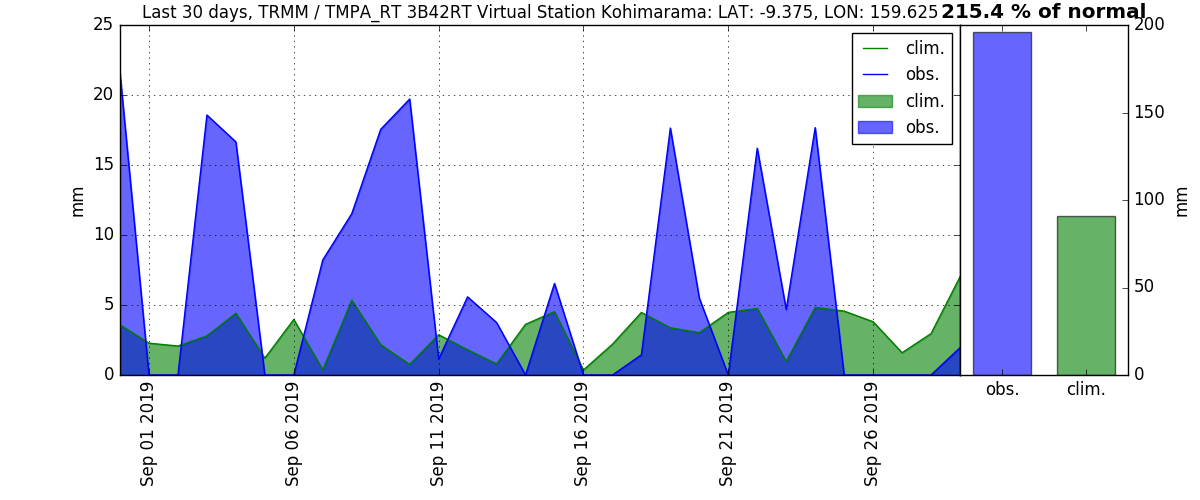 Last 30 days, TRMM / TMPA_RT 3B42RT Virtual Station Kohimarama: LAT: -9.375, LON: 159.625 215.4 % of normal
25
20
15
10
5
0
mm
clim.
obs.
clim.
obs.
Sep 01 2019
Sep 06 2019
Sep 11 2019
Sep 16 2019
Sep 21 2019
Sep 26 2019
200
150
100
50
0
mm
obs.
clim.